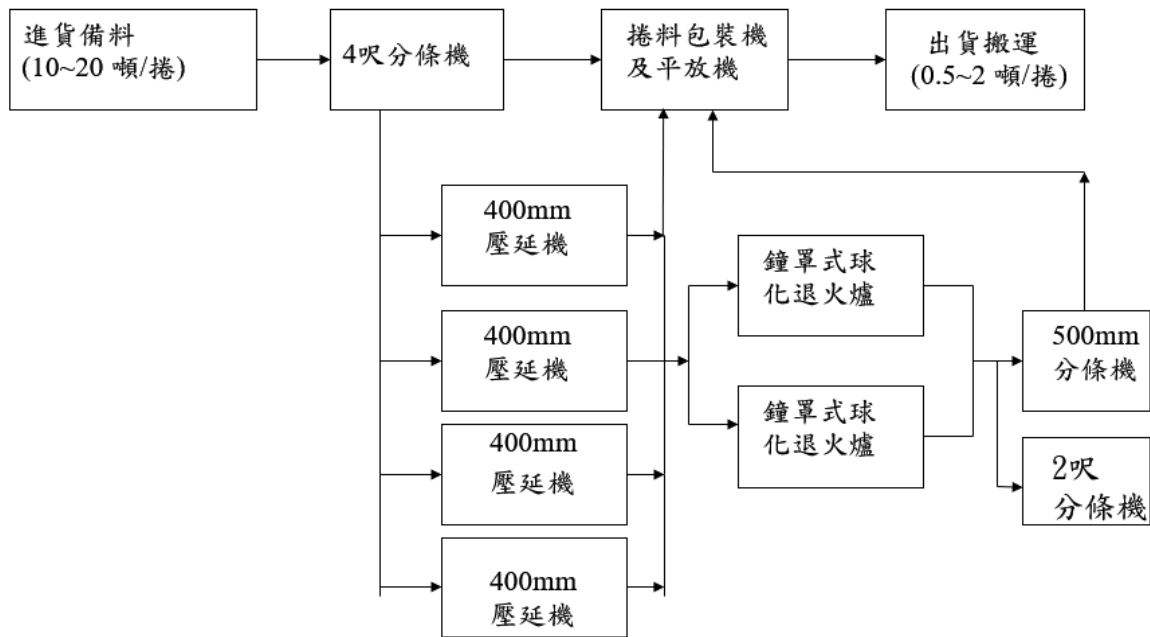 進貨備料
(10~20 噸/捲)
4呎分條機
捲料包裝機
及平放機
出貨搬運
(0.5~2 噸/捲)
400mm
壓延機
400mm
壓延機
400mm
壓延機
400mm
壓延機
鐘罩式球
化退火爐
鐘罩式球
化退火爐
500mm
分條機
2呎
分條機